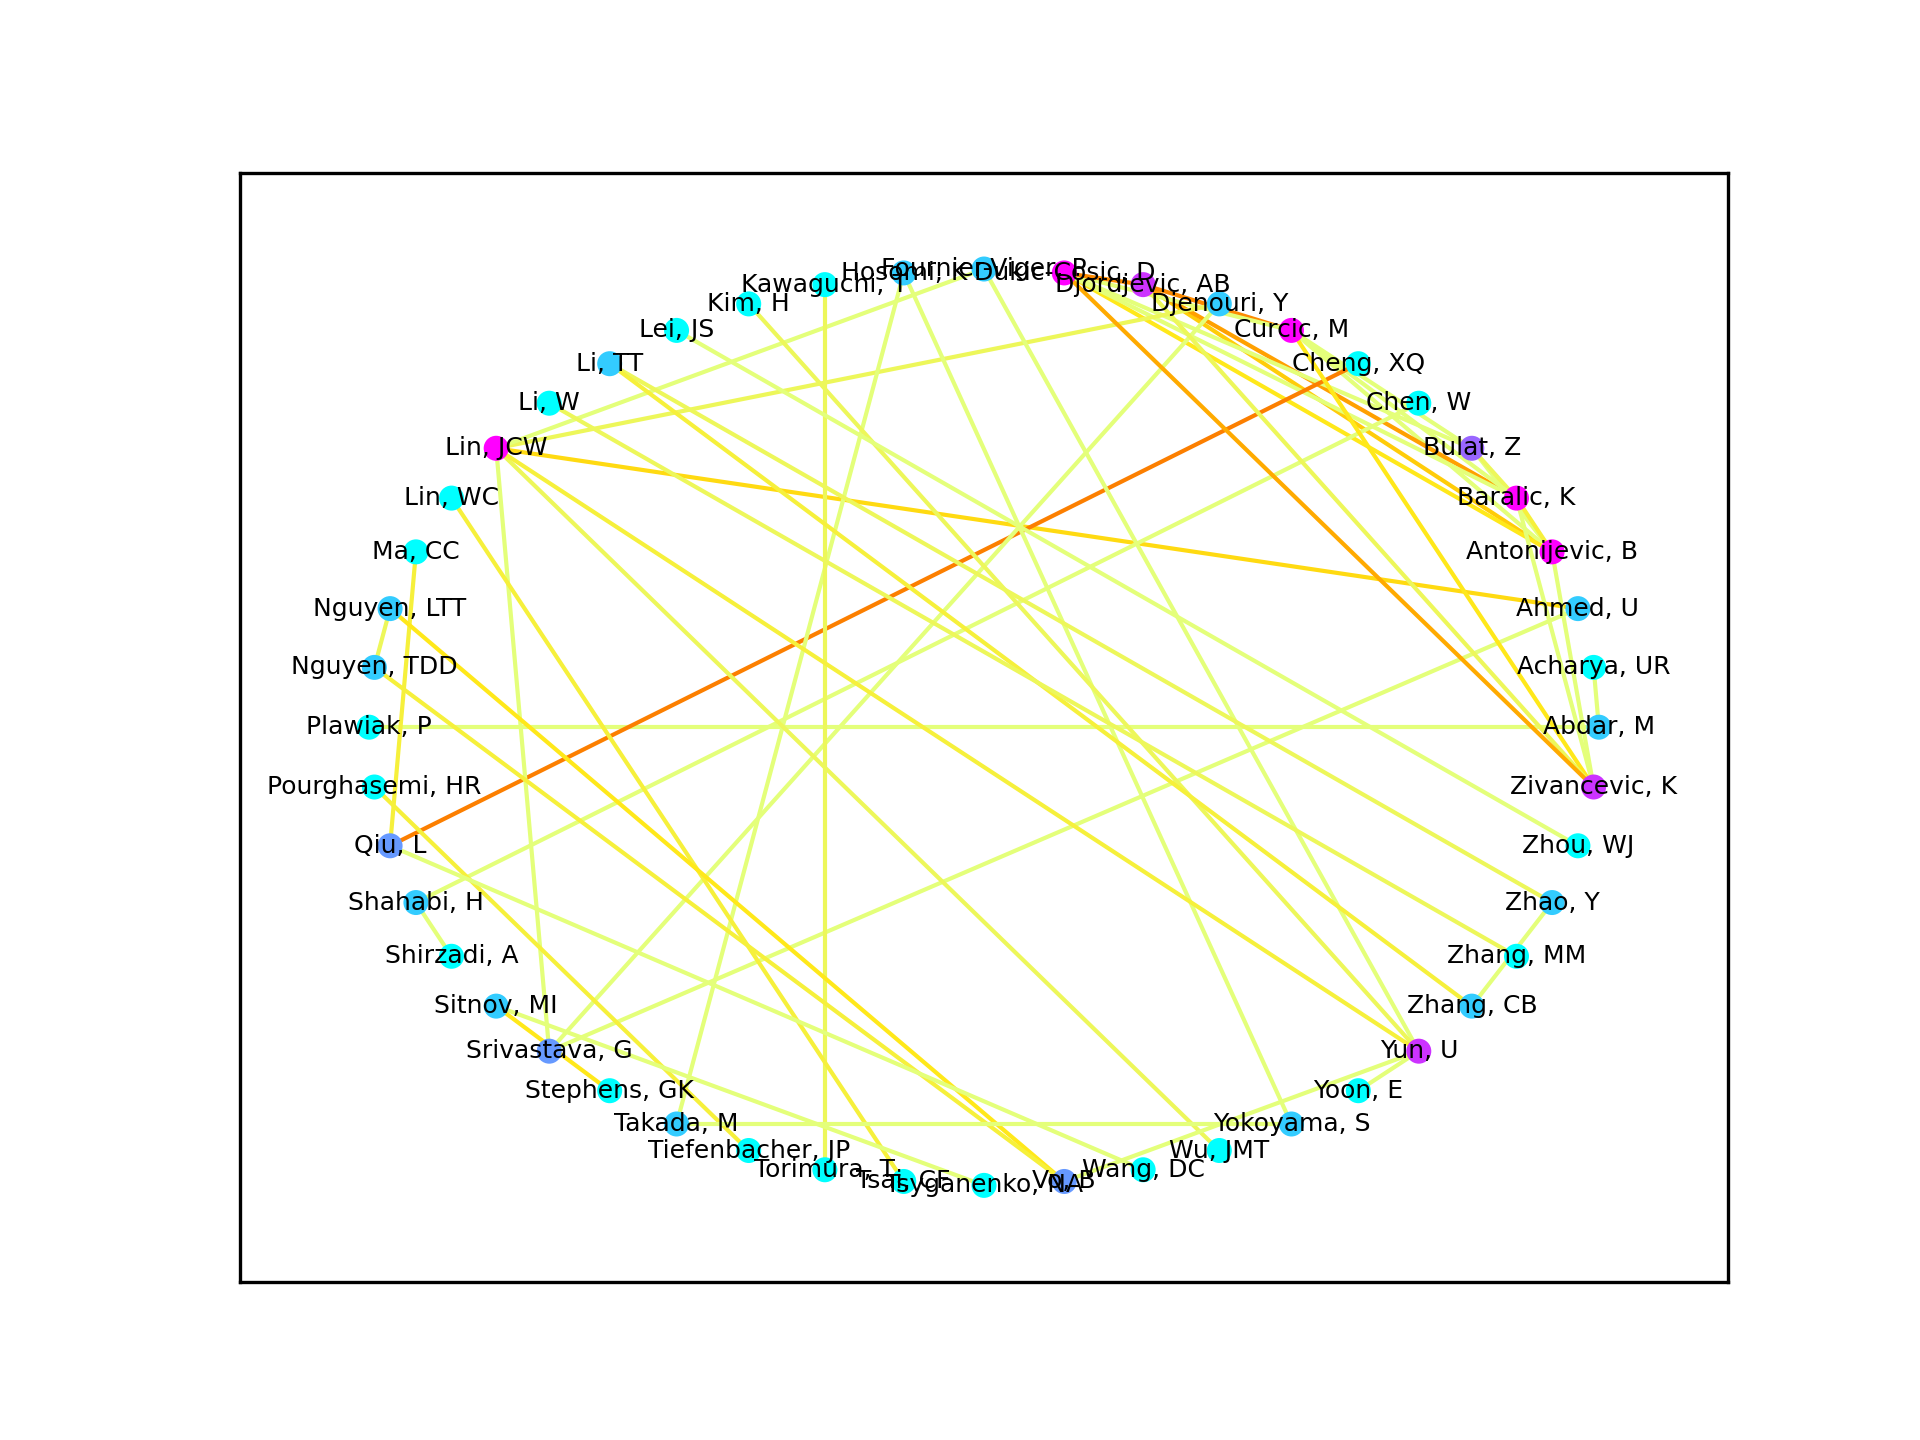 Fournier-Viger, P
Hosomi, K
Dukic-Cosic, D
Kawaguchi, T
Djordjevic, AB
Kim, H
Djenouri, Y
Lei, JS
Curcic, M
Li, TT
Cheng, XQ
Li, W
Chen, W
Lin, JCW
Bulat, Z
Lin, WC
Baralic, K
Ma, CC
Antonijevic, B
Nguyen, LTT
Ahmed, U
Nguyen, TDD
Acharya, UR
Plawiak, P
Abdar, M
Pourghasemi, HR
Zivancevic, K
Qiu, L
Zhou, WJ
Shahabi, H
Zhao, Y
Shirzadi, A
Zhang, MM
Sitnov, MI
Zhang, CB
Srivastava, G
Yun, U
Stephens, GK
Yoon, E
Takada, M
Yokoyama, S
Tiefenbacher, JP
Wu, JMT
Torimura, T
Wang, DC
Tsai, CF
Vo, B
Tsyganenko, NA